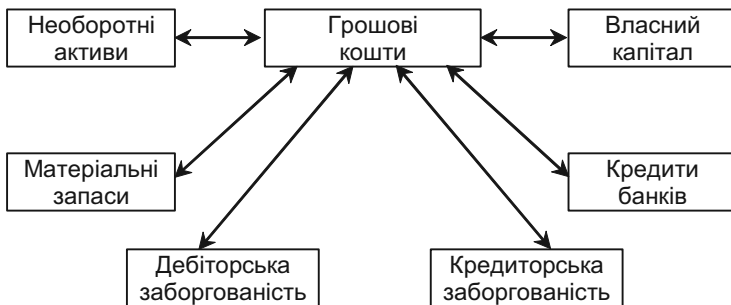 Необоротні
активи
Грошові
кошти
Власний
капітал
Матеріальні
запаси
Кредити
банків
Дебіторська
заборгованість
Кредиторська
заборгованість